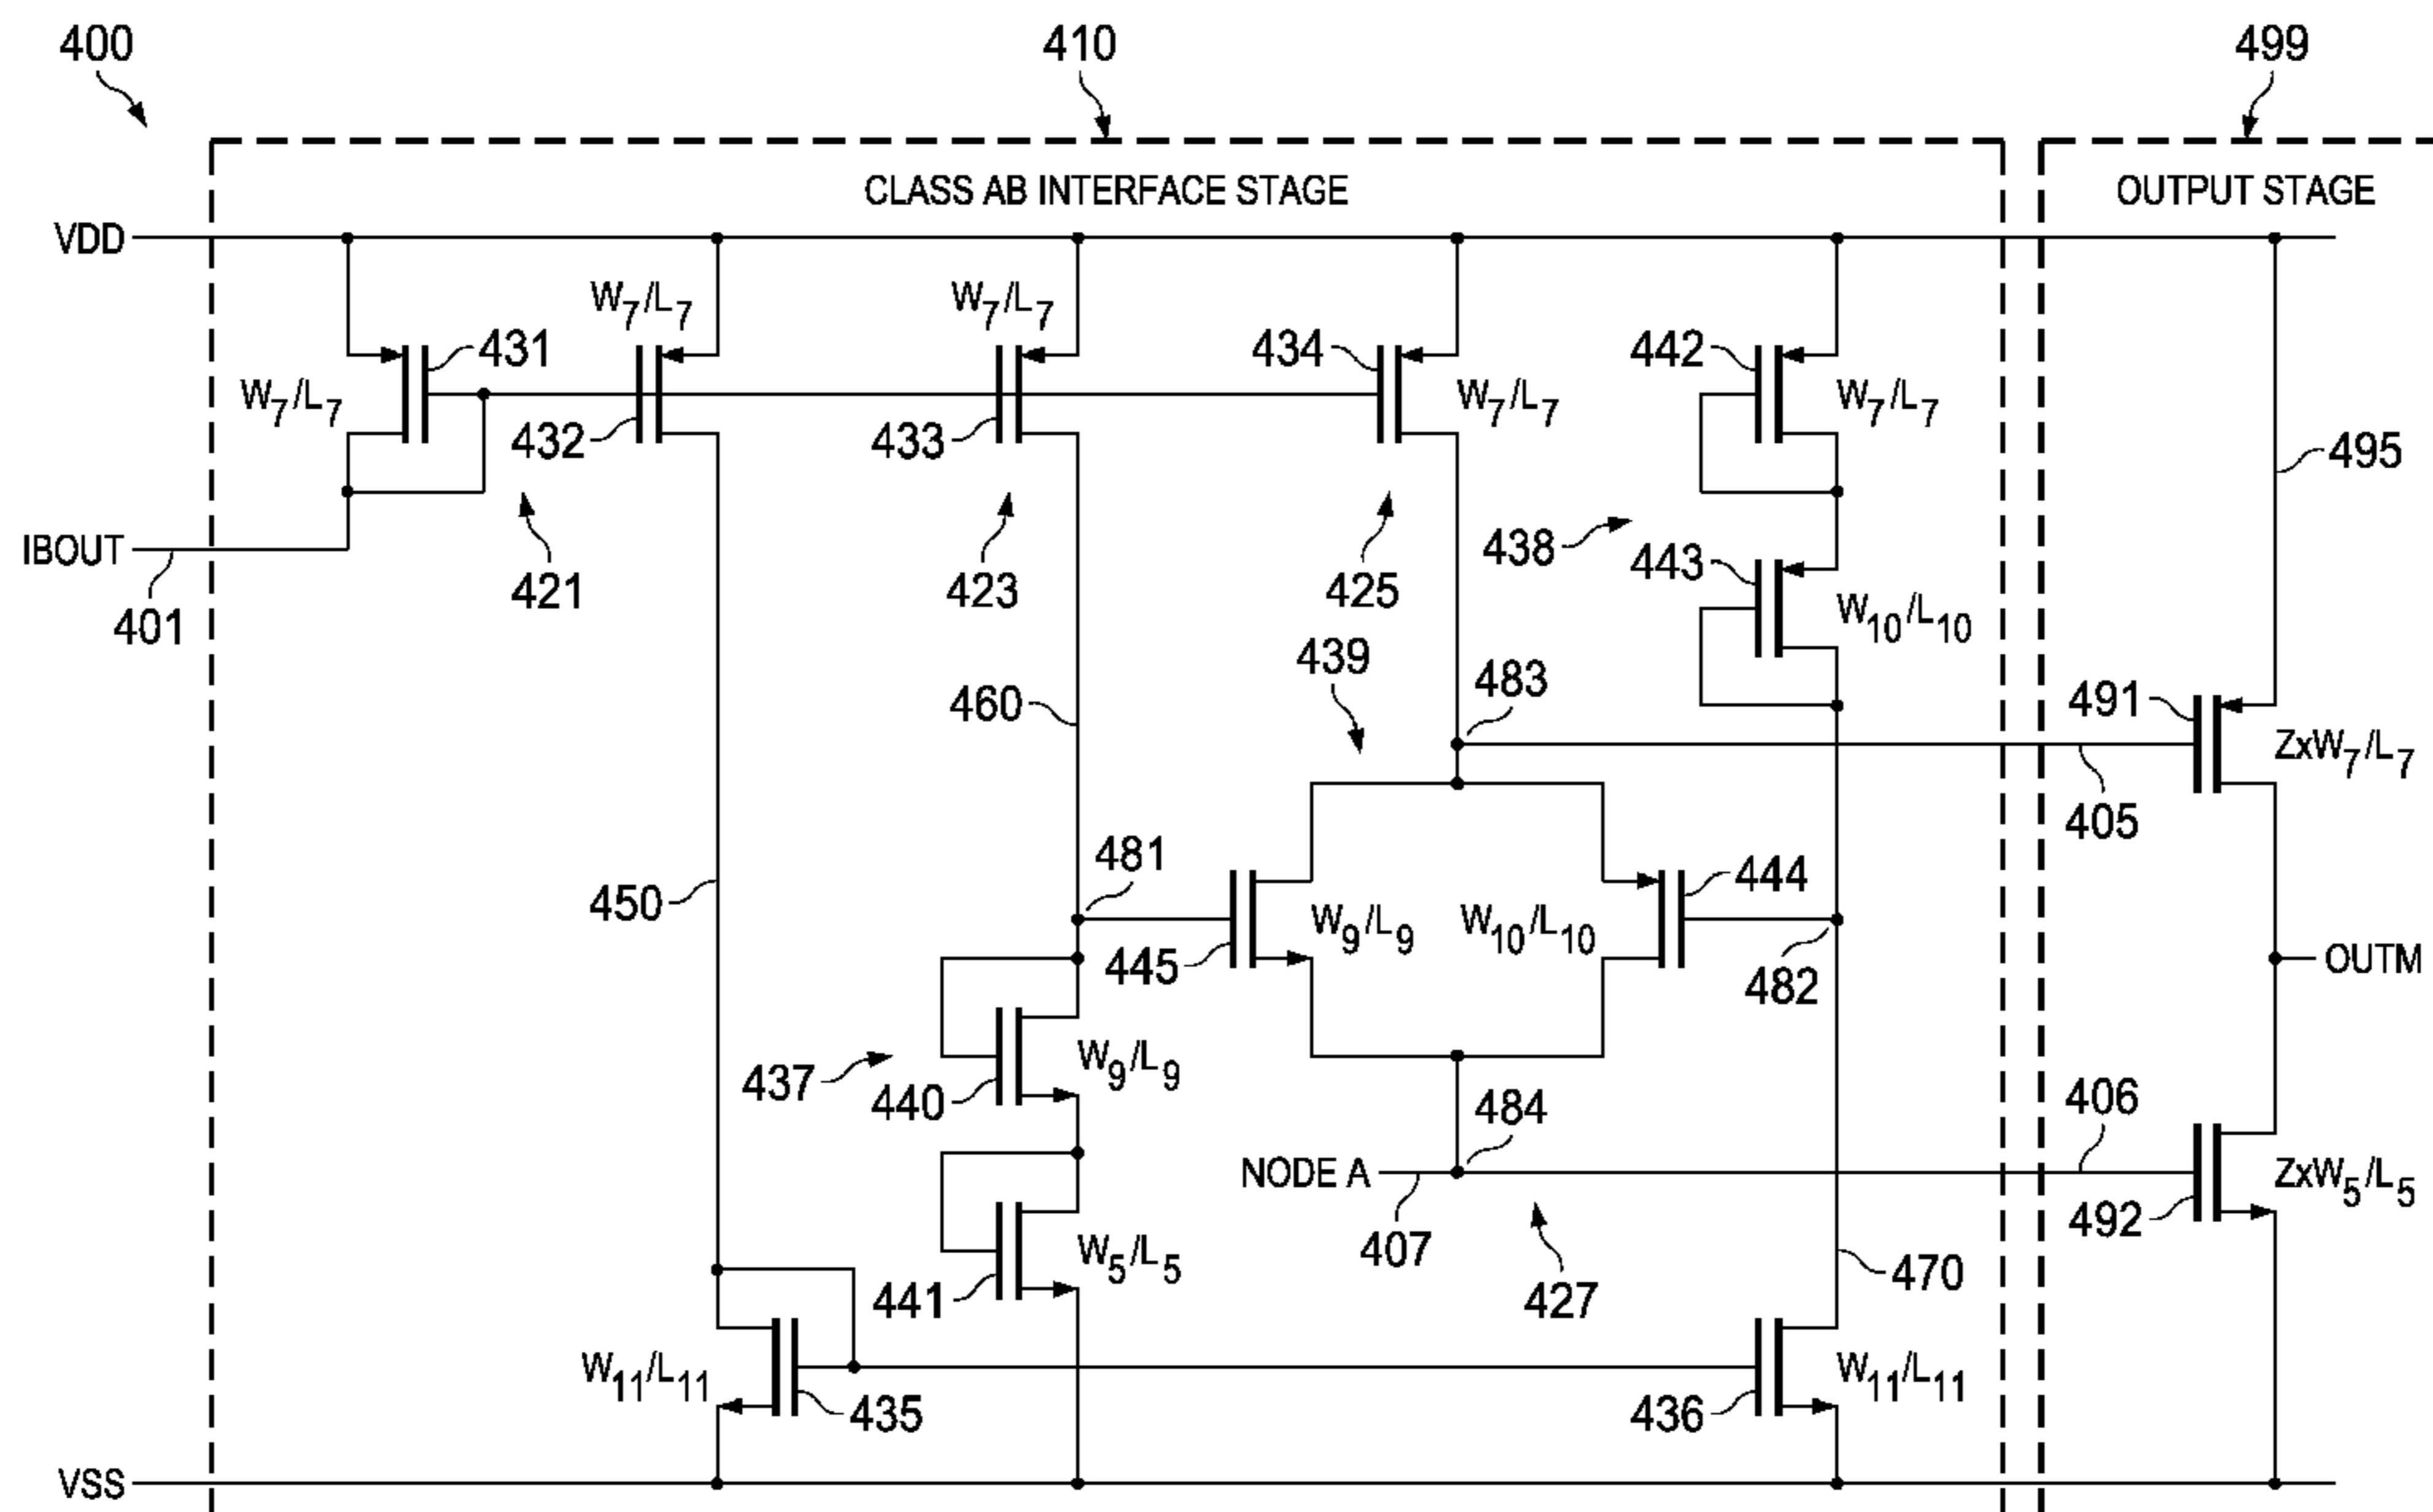 400
410
499
CLASS AB INTERFACE STAGE
OUTPUT STAGE
VDD
W7/L7
W7/L7
431
434
442
W7/L7
W7/L7
W7/L7
432
433
495
IBOUT
438
443
421
423
425
401
W10/L10
439
483
460
491
ZxW7/L7
405
481
444
450
W9/L9
W10/L10
445
OUTM
482
W9/L9
437
440
484
406
NODE A
ZxW5/L5
492
407
W5/L5
470
441
427
W11/L11
W11/L11
435
436
VSS